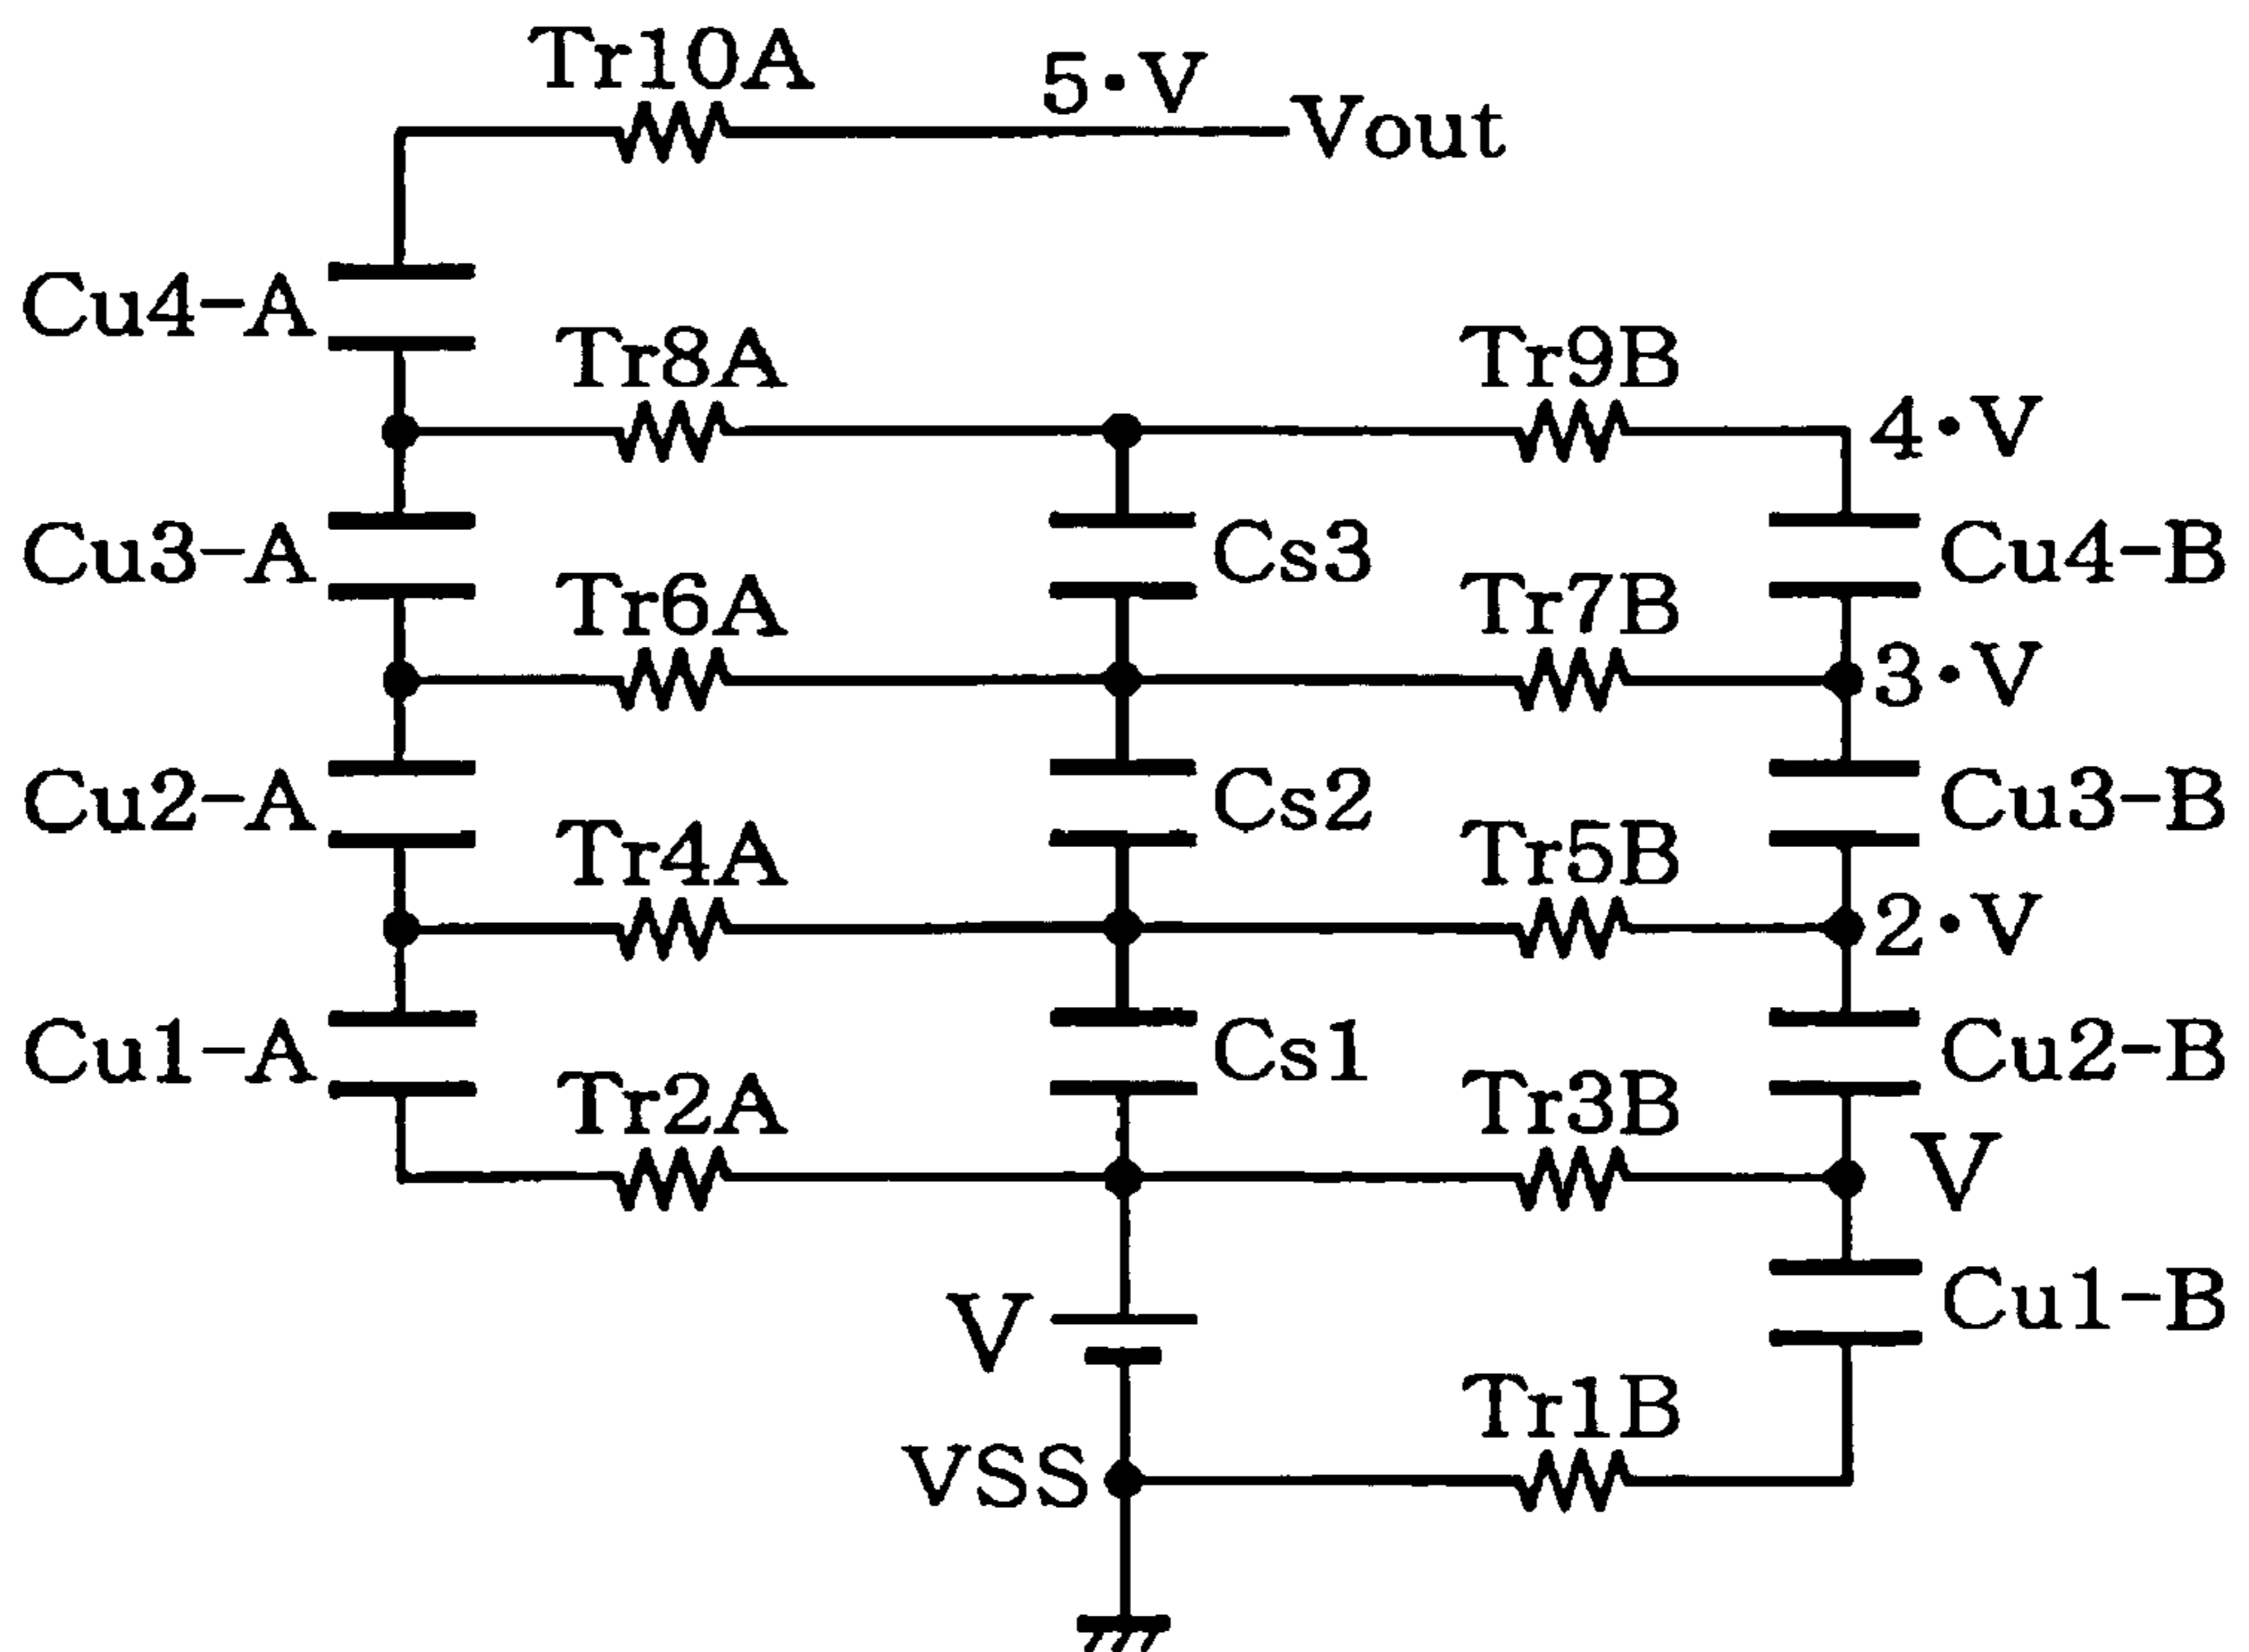 Tr10A
5·V
Vout
Cu4-A
Tr8A
Tr9B
4·V
Cu3-A
Cs3
Cu4-B
Tr6A
Tr7B
3·V
Cu2-A
Cs2
Cu3-B
Tr4A
Tr5B
2·V
Cu1-A
Cs1
Cu2-B
Tr2A
Tr3B
V
V
Cu1-B
Tr1B
VSS